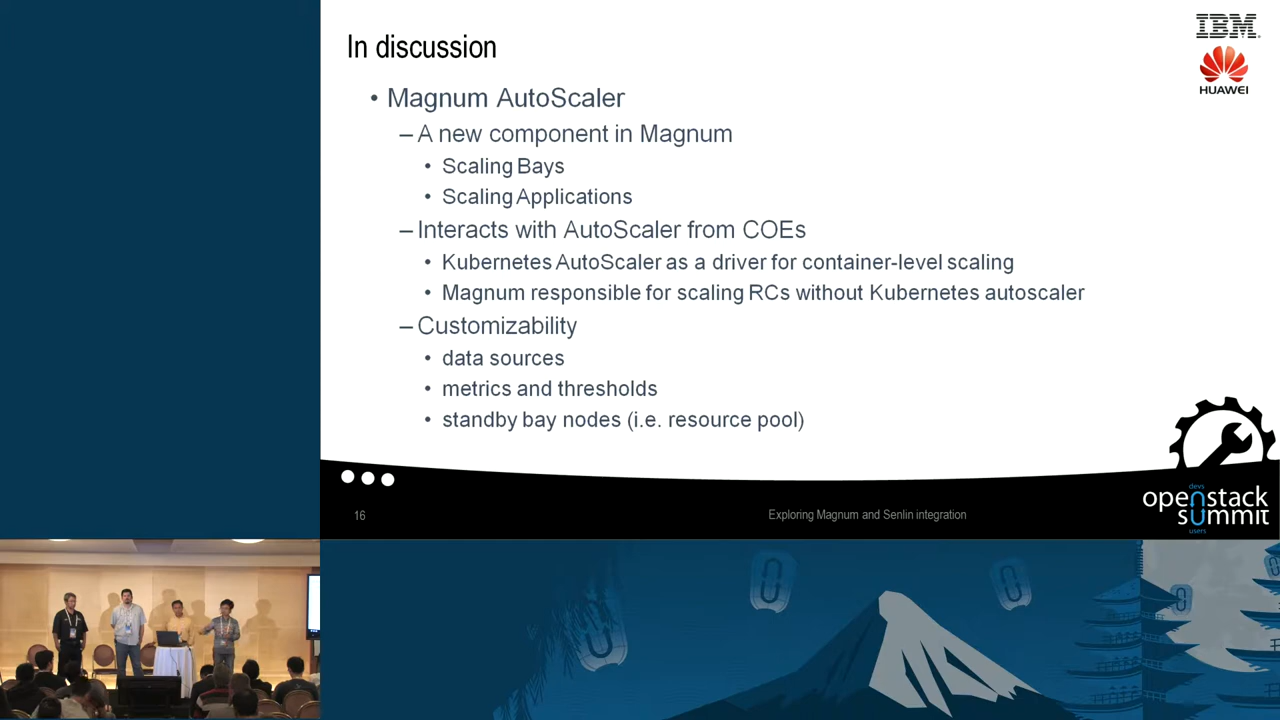 In discussion
IBM
HUAWEI
• Magnum AutoScaler
– A new component in Magnum
• Scaling Bays
• Scaling Applications
– Interacts with AutoScaler from COEs
• Kubernetes AutoScaler as a driver for container-level scaling
• Magnum responsible for scaling RCs without Kubernetes autoscaler
– Customizability
• data sources
• metrics and thresholds
• standby bay nodes (i.e. resource pool)
16
Exploring Magnum and Senlin integration
devs
openstack
summit
users